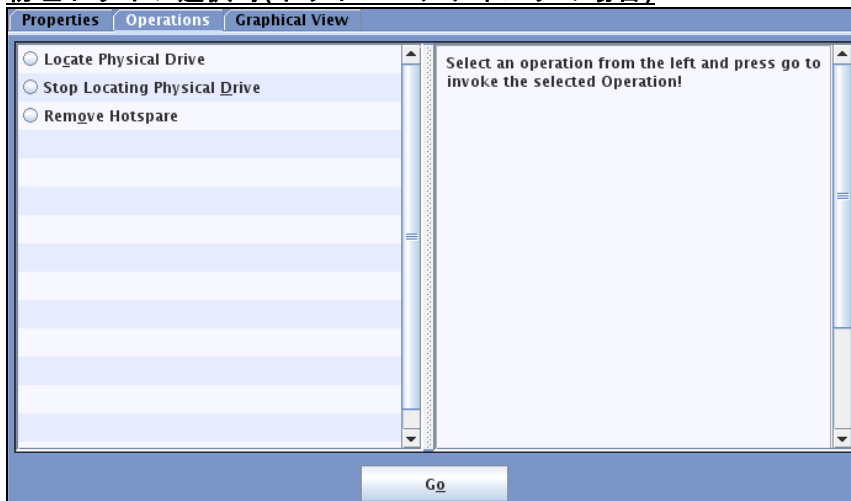 Properties
Operations
Graphical View
Locate Physical Drive
Stop Locating Physical Drive
Remove Hotspare
Select an operation from the left and press go to
invoke the selected Operation!
Go